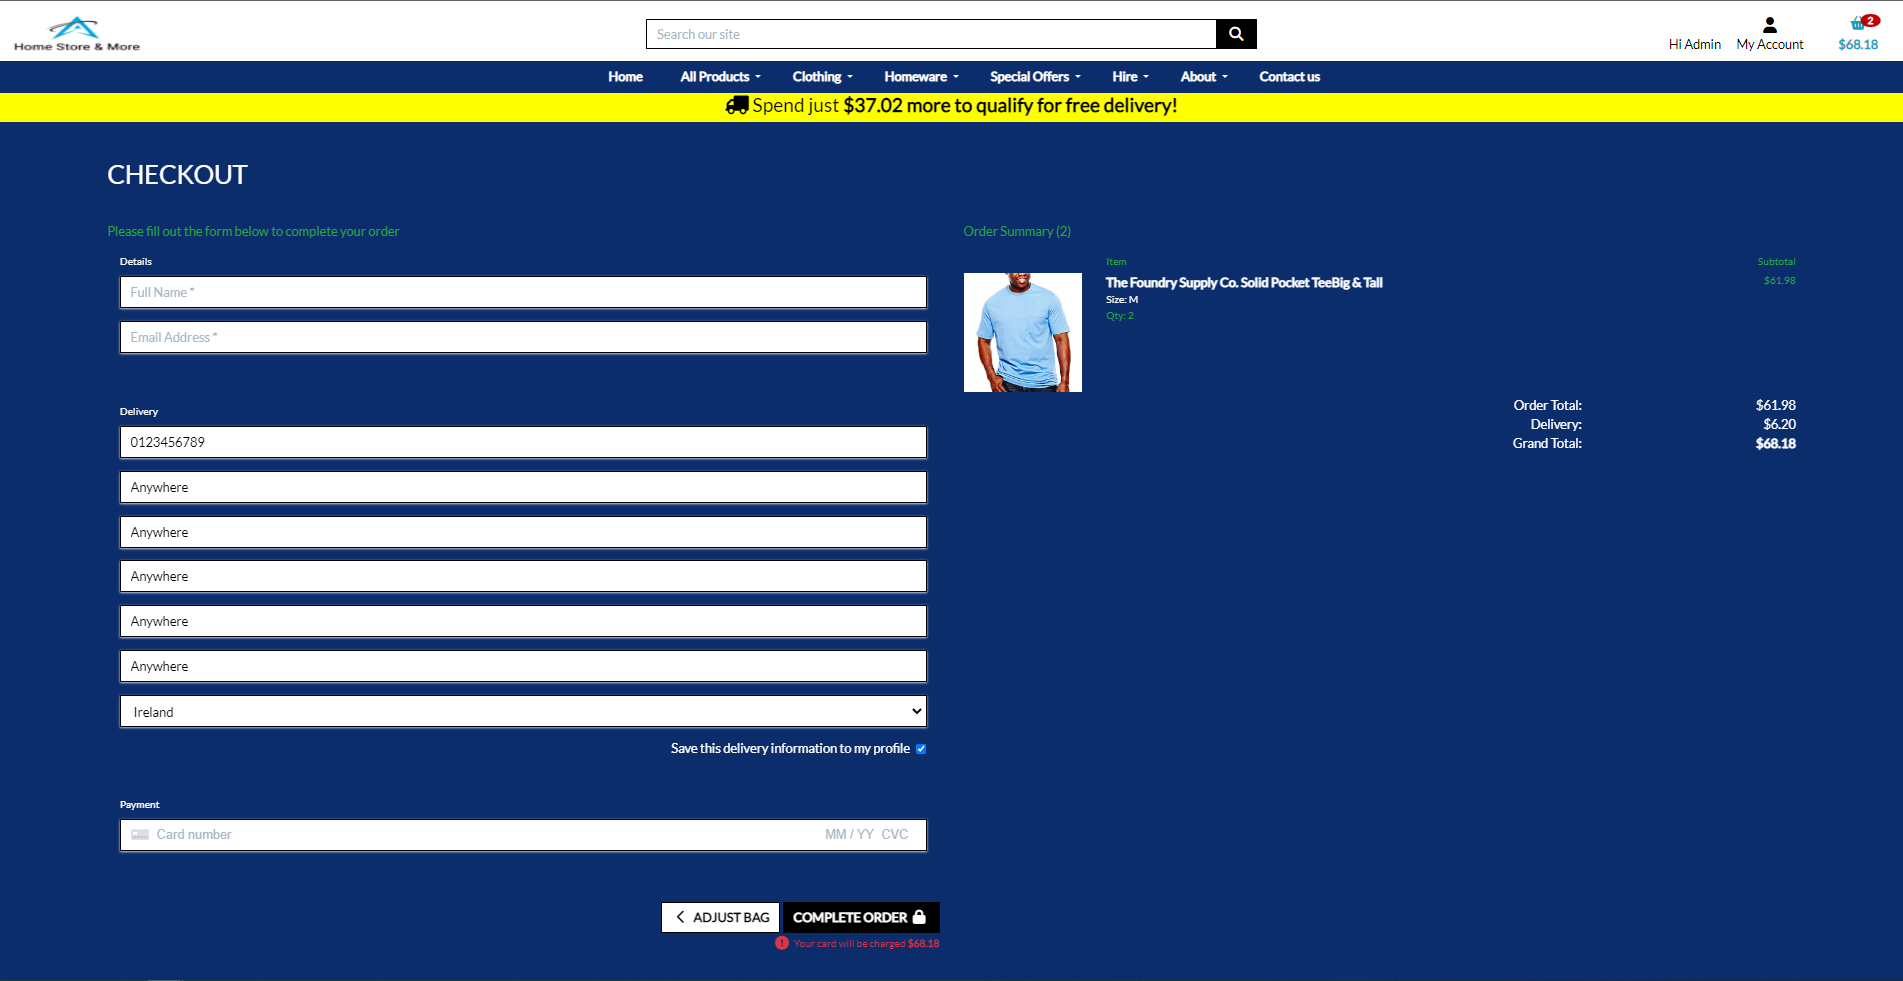 Home Store & More
Search our site
Hi Admin
My Account
2
$68.18
Home
All Products
Clothing
Homeware
Special Offers
Hire
About
Contact us
Spend just $37.02 more to qualify for free delivery!
CHECKOUT
Please fill out the form below to complete your order
Details
Full Name *
Email Address *
Delivery
0123456789
Anywhere
Anywhere
Anywhere
Anywhere
Anywhere
Ireland
Save this delivery information to my profile
Payment
Card number MM / YY CVC
ADJUST BAG
COMPLETE ORDER
Your card will be charged $68.18
Order Summary (2)
Item Subtotal
The Foundry Supply Co. Solid Pocket TeeBig & Tall $61.98
Size: M
Qty: 2
Order Total: $61.98
Delivery: $6.20
Grand Total: $68.18